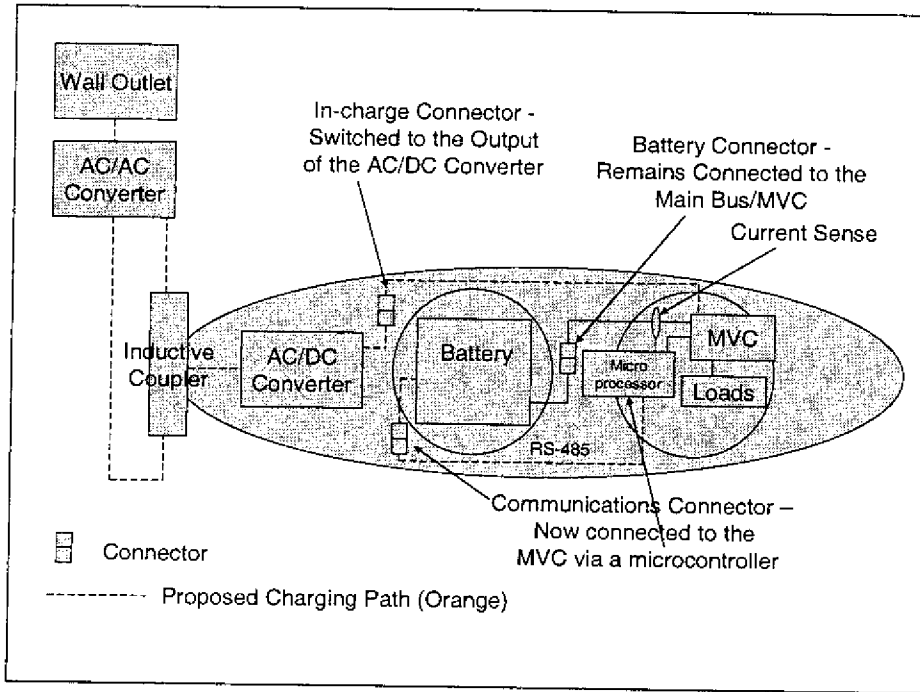 Wall Outlet
AC/AC
Converter
In-charge Connector -
Switched to the Output
of the AC/DC Converter
Battery Connector -
Remains Connected to the
Main Bus/MVC
Current Sense
Inductive
Coupler
AC/DC
Converter
Battery
Micro
processor
MVC
Loads
RS-485
Communications Connector –
Now connected to the
MVC via a microcontroller
Connector
Proposed Charging Path (Orange)